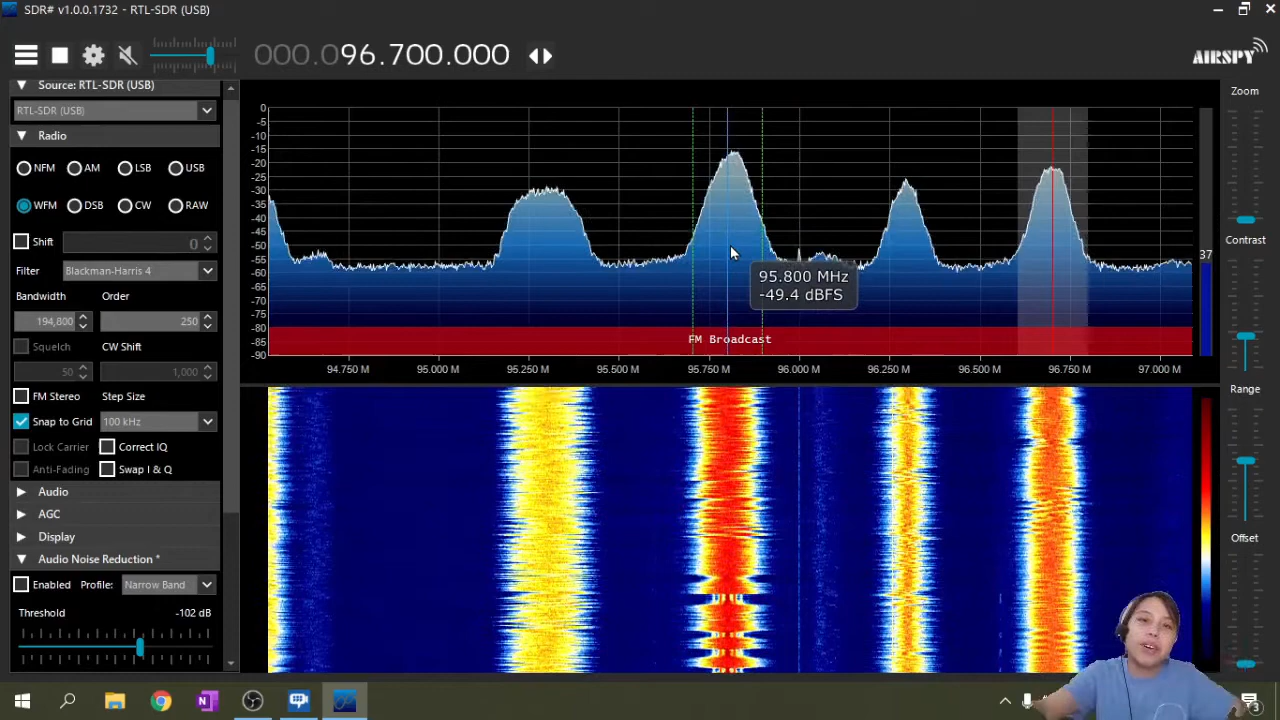 SDR# v1.0.0.1732 - RTL-SDR (USB)
000.096.700.000
AIRSPY
Source: RTL-SDR (USB)
RTL-SDR (USB)
Radio
NFM AM LSB USB
WFM DSB CW RAW
Shift 0
Filter Blackman-Harris 4
Bandwidth Order
194,800 250
Squelch CW Shift
50 1,000
FM Stereo Step Size
Snap to Grid 100 kHz
Lock Carrier Correct IQ
Anti-Fading Swap I & Q
Audio
AGC
Display
Audio Noise Reduction *
Enabled Profile: Narrow Band
Threshold -102 dB
0
-5
-10
-15
-20
-25
-30
-35
-40
-45
-50
-55
-60
-65
-70
-75
-80
-85
-90
95.800 MHz
-49.4 dBFS
FM Broadcast
94.750 M 95.000 M 95.250 M 95.500 M 95.750 M 96.000 M 96.250 M 96.500 M 96.750 M 97.000 M
37
Zoom
Contrast
Range
Offset
N
3